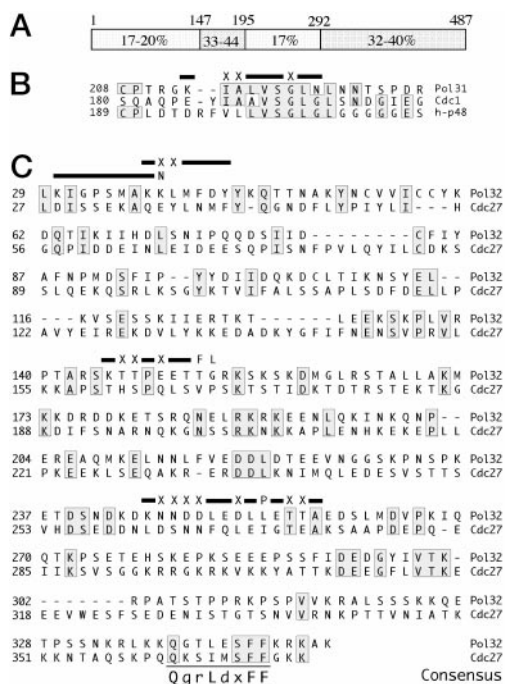 A
1 147 195 292 487
17-20% 33-44 17% 32-40%
B
X X X
208 C P T R G K - I A L V S G L N L N N T S P D R Pol31
180 S Q A Q P E - Y I A A V S G L G L S N D G I E G Cdc1
189 C P L D T D R F V L L V S G L G L G G G G G E S h-p48
C
X X
N
29 L K I G P S M A K K L M F D Y Y K Q T T N A K Y N C V V I C C Y K Pol32
27 L D I S S E K A Q E Y L N M F Y - Q G N D F L Y P I Y L I - - H Cdc27
62 D Q T I K I I H D L S N I P Q Q D S I I D - - - - - C F I Y Pol32
56 G Q P I D D E I N L E I D E E S Q P I S N F P V L Q Y I L C D K V Cdc27
87 A F N P M D S F I P - - Y Y D I I D Q K D C L T I K N S Y E L - - Pol32
89 S L Q E K Q S R L K S G Y K T V I F A L S S A P L S D F D E L L P Cdc27
116 - K V S E S S K I I E R T K T - - - - L E E K S K P L V R Pol32
122 A V Y E I R E K D V L Y K K E D A D K Y G F I F N E N S V P R V L Cdc27
X X X F L
140 P T A R S K T T P E E T T G R K S K S K D M G L R S T A L L A K M Pol32
155 K K A P S T H S P Q L S V P S K T S T I D K T D T R S T E K T K G Cdc27
173 K K D R D D K E T S R Q N E L R K R K E E N L Q K I N K Q N P - - Pol32
188 K D I F S N A R N Q K G N S S R K N K K A P L E N H K E K E P L L Cdc27
204 E R E A Q M K E L N N L F V E D D L D T E E V N G G S K P N S P K Pol32
221 P K E E K L S E Q A K R - E R D D L K N I M Q L E D E S V S T T S Cdc27
X X X X X P X X
237 E T D S N D K D K N N D D L E D L L E T T A E D S L M D V P K I Q Pol32
253 V H D S E D D N L D S N N F Q L E I G T E A K S A A P D E P Q - E Cdc27
270 Q T K P S E T E H S K E P K S E E E P S S F I D E D G Y I V T K - Pol32
285 I I K S V S G G K R R G K R K V K K Y A T T K D E E G F L V T K E Cdc27
302 - - - - - - - R P A T S T P P R K S P V V K R A L S S S K K Q E Pol32
318 E E V W E S F S E D E N I S T G T S N V V R N K P T T V N I A T K Cdc27
328 T P S S N K R L K K Q G T L E S F F K R K A K Pol32
351 K K N T A Q S K P Q Q K S I M S F F G K K Cdc27
Q g r L d x F F Consensus